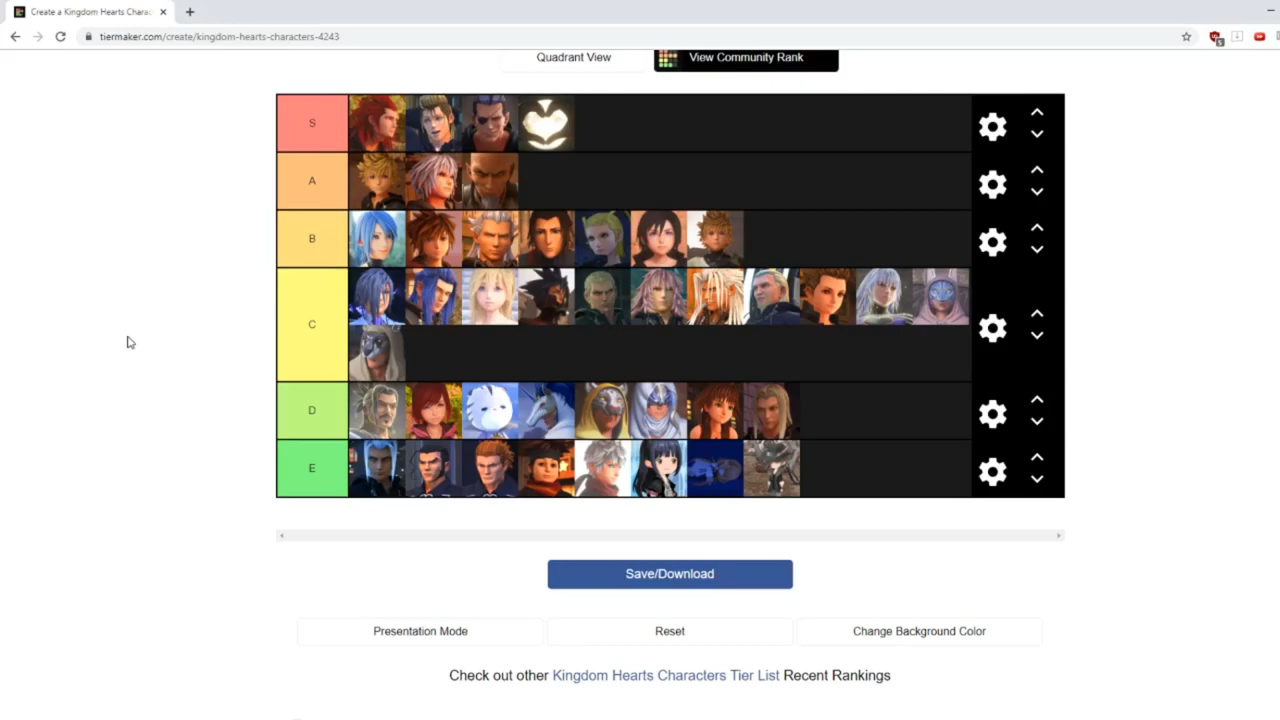 Create a Kingdom Hearts Charac
tiermaker.com/create/kingdom-hearts-characters-4243
5
Quadrant View
View Community Rank
S
A
B
C
D
E
Save/Download
Presentation Mode
Reset
Change Background Color
Check out other Kingdom Hearts Characters Tier List Recent Rankings